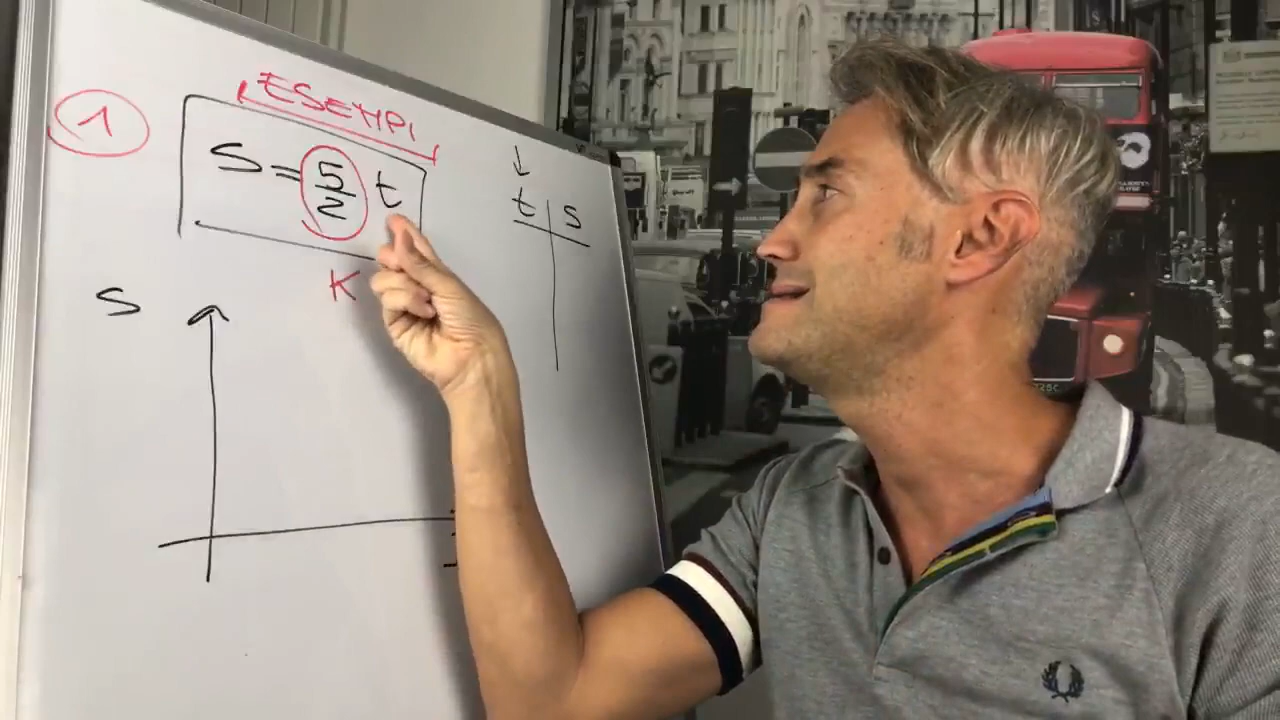 ESEMPI
1
S = 5/2 t
K
t | S
S